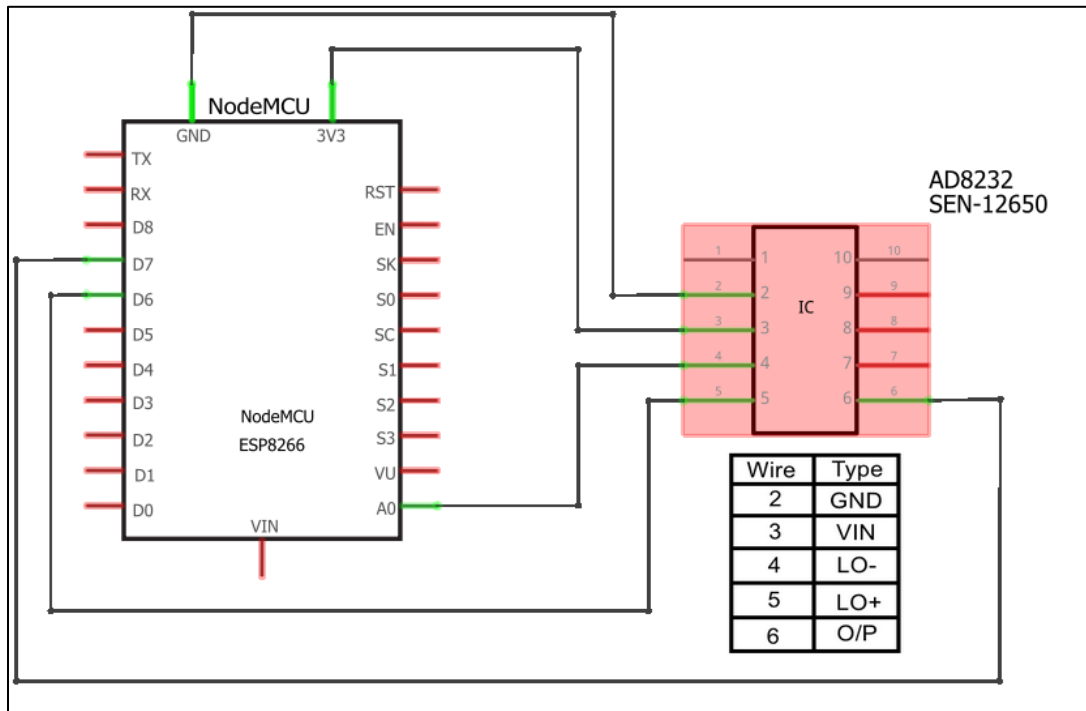 NodeMCU
GND
3V3
TX
RX
D8
D7
D6
D5
D4
D3
D2
D1
D0
RST
EN
SK
S0
SC
S1
S2
S3
VU
A0
NodeMCU
ESP8266
VIN
AD8232
SEN-12650
1
2
3
4
5
1
2
3
4
5
IC
10
9
8
7
6
10
9
8
7
6
Wire Type
2 GND
3 VIN
4 LO-
5 LO+
6 O/P